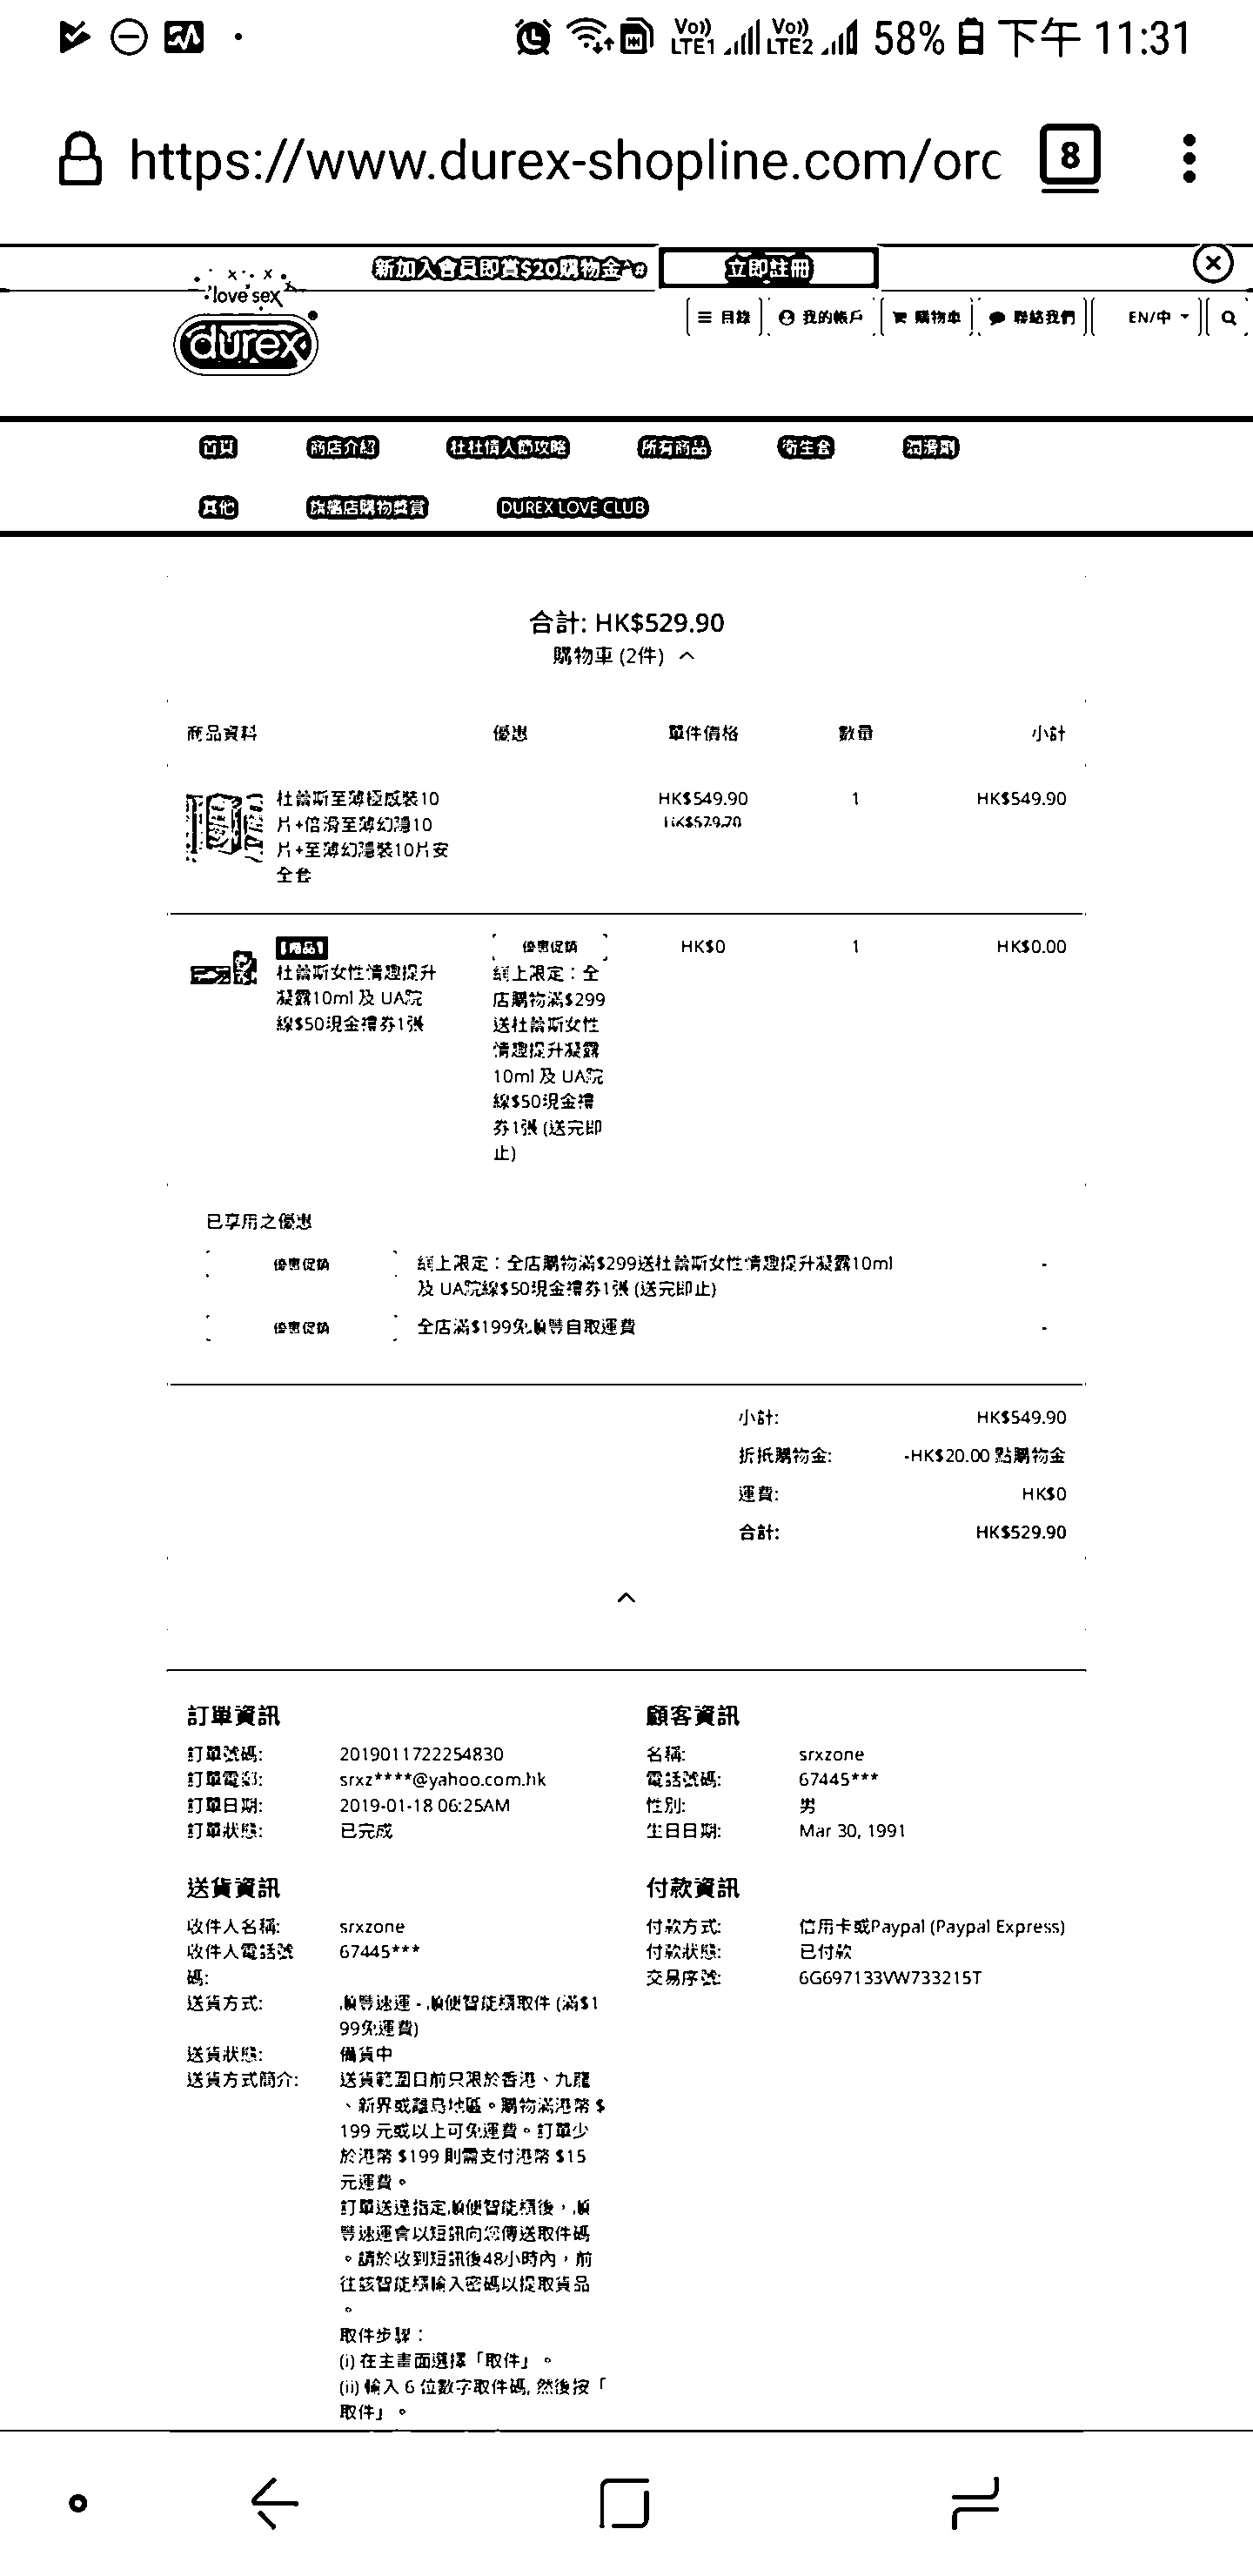 Vo)) LTE1 Vo)) LTE2 58% 下午 11:31
https://www.durex-shopline.com/orc 8
新加入會員即賞$20購物金^# 立即註冊
love sex
durex
目錄 我的帳戶 購物車 聯絡我們 EN/中
首頁 商店介紹 杜杜情人節攻略 所有商品 衛生套 潤滑劑
其他 旗艦店購物獎賞 DUREX LOVE CLUB
合計: HK$529.90
購物車 (2件)
商品資料 優惠 單件價格 數量 小計
杜蕾斯至薄極感裝10 HK$549.90 1 HK$549.90
片+倍滑至薄幻隱10 HK$579.70
片+至薄幻隱裝10片安
全套
優惠促銷 HK$0 1 HK$0.00
杜蕾斯女性情趣提升 網上限定：全
凝露10ml 及 UA院 店購物滿$299
線$50現金禮券1張 送杜蕾斯女性
情趣提升凝露
10ml 及 UA院
線$50現金禮
券1張 (送完即
止)
已享用之優惠
優惠促銷 網上限定：全店購物滿$299送杜蕾斯女性情趣提升凝露10ml -
及 UA院線$50現金禮券1張 (送完即止)
優惠促銷 全店滿$199免順豐自取運費 -
小計: HK$549.90
折抵購物金: -HK$20.00 點購物金
運費: HK$0
合計: HK$529.90
訂單資訊
訂單號碼: 2019011722254830
訂單電郵: srxz****@yahoo.com.hk
訂單日期: 2019-01-18 06:25AM
訂單狀態: 已完成
顧客資訊
名稱: srxzone
電話號碼: 67445***
性別: 男
生日日期: Mar 30, 1991
送貨資訊
收件人名稱: srxzone
收件人電話號 67445***
碼:
送貨方式: 順豐速運 - 順便智能櫃取件 (滿$1
99免運費)
送貨狀態: 備貨中
送貨方式簡介: 送貨範圍目前只限於香港、九龍
、新界或離島地區。購物滿港幣 $
199 元或以上可免運費。訂單少
於港幣 $199 則需支付港幣 $15
元運費。
訂單送達指定順便智能櫃後，順
豐速運會以短訊向您傳送取件碼
。請於收到短訊後48小時內，前
往該智能櫃輸入密碼以提取貨品
。
取件步驟：
(i) 在主畫面選擇「取件」。
(ii) 輸入 6 位數字取件碼, 然後按「
取件」。
付款資訊
付款方式: 信用卡或Paypal (Paypal Express)
付款狀態: 已付款
交易序號: 6G697133VW733215T